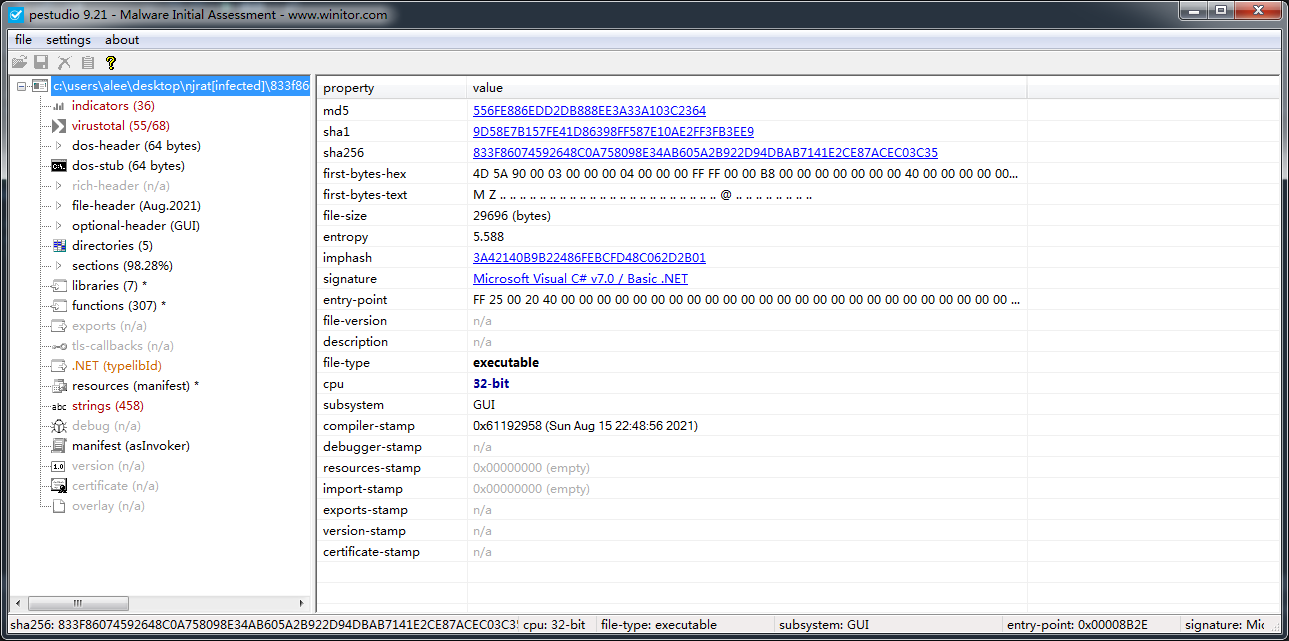 pestudio 9.21 - Malware Initial Assessment - www.winitor.com
file settings about
c:\users\alee\desktop\njrat[infected]\833f86
indicators (36)
virustotal (55/68)
dos-header (64 bytes)
dos-stub (64 bytes)
rich-header (n/a)
file-header (Aug.2021)
optional-header (GUI)
directories (5)
sections (98.28%)
libraries (7) *
functions (307) *
exports (n/a)
tls-callbacks (n/a)
.NET (typelibId)
resources (manifest) *
abc strings (458)
debug (n/a)
manifest (asInvoker)
1.0 version (n/a)
certificate (n/a)
overlay (n/a)
property value
md5 556FE886EDD2DB888EE3A33A103C2364
sha1 9D58E7B157FE41D86398FF587E10AE2FF3FB3EE9
sha256 833F86074592648C0A758098E34AB605A2B922D94DBAB7141E2CE87ACEC03C35
first-bytes-hex 4D 5A 90 00 03 00 00 00 04 00 00 00 FF FF 00 00 B8 00 00 00 00 00 00 00 40 00 00 00 00 00...
first-bytes-text M Z .. .. .. .. .. .. .. .. .. .. .. .. .. .. .. .. .. .. .. .. .. .. @ .. .. .. .. .. .. ..
file-size 29696 (bytes)
entropy 5.588
imphash 3A42140B9B22486FEBCFD48C062D2B01
signature Microsoft Visual C# v7.0 / Basic .NET
entry-point FF 25 00 20 40 00 00 00 00 00 00 00 00 00 00 00 00 00 00 00 00 00 00 00 00 00 00 00 00 00 ...
file-version n/a
description n/a
file-type executable
cpu 32-bit
subsystem GUI
compiler-stamp 0x61192958 (Sun Aug 15 22:48:56 2021)
debugger-stamp n/a
resources-stamp 0x00000000 (empty)
import-stamp 0x00000000 (empty)
exports-stamp n/a
version-stamp n/a
certificate-stamp n/a
sha256: 833F86074592648C0A758098E34AB605A2B922D94DBAB7141E2CE87ACEC03C35 cpu: 32-bit file-type: executable subsystem: GUI entry-point: 0x00008B2E signature: Mic